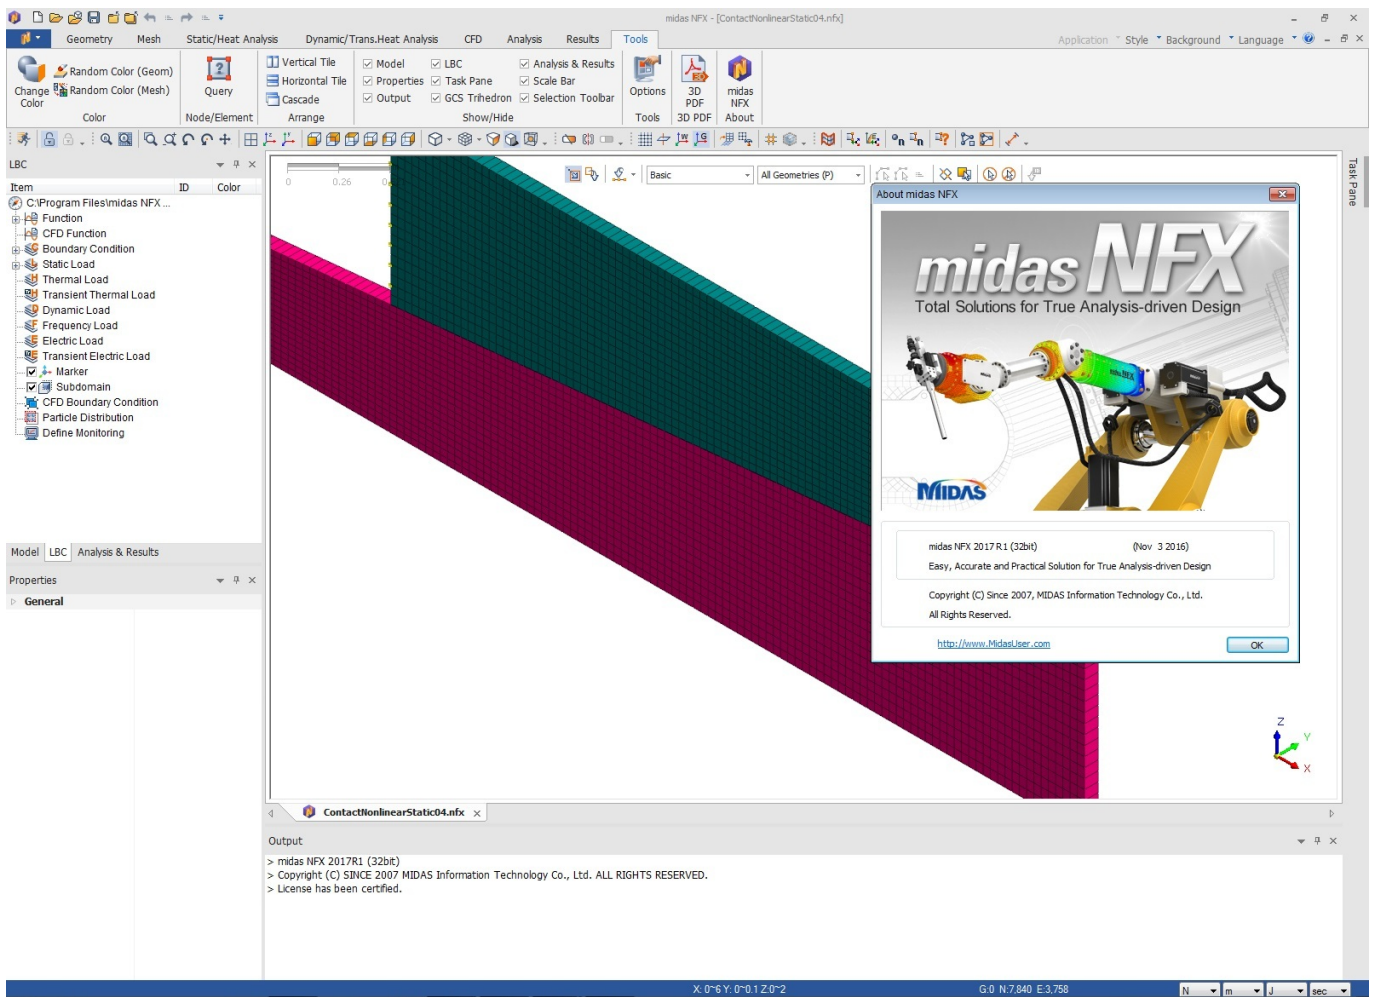 midas NFX - [ContactNonlinearStatic04.nfx]
Geometry Mesh Static/Heat Analysis Dynamic/Trans.Heat Analysis CFD Analysis Results Tools Application Style Background Language
Change Color
Random Color (Geom)
Random Color (Mesh)
Color
Query
Node/Element
Vertical Tile
Horizontal Tile
Cascade
Arrange
Model LBC Analysis & Results
Properties Task Pane Scale Bar
Output GCS Trihedron Selection Toolbar
Show/Hide
Options
Tools
3D PDF
3D PDF
midas NFX
About
LBC
Item ID Color
C:\Program Files\midas NFX ...
Function
CFD Function
Boundary Condition
Static Load
Thermal Load
Transient Thermal Load
Dynamic Load
Frequency Load
Electric Load
Transient Electric Load
Marker
Subdomain
CFD Boundary Condition
Particle Distribution
Define Monitoring
Model LBC Analysis & Results
Properties
General
0 0.26
Basic
All Geometries (P)
Task Pane
About midas NFX
midas NFX
Total Solutions for True Analysis-driven Design
midas NFX
MIDAS
midas NFX 2017 R1 (32bit) (Nov 3 2016)
Easy, Accurate and Practical Solution for True Analysis-driven Design
Copyright (C) Since 2007, MIDAS Information Technology Co., Ltd.
All Rights Reserved.
http://www.MidasUser.com
OK
Z
Y
X
ContactNonlinearStatic04.nfx
Output
> midas NFX 2017R1 (32bit)
> Copyright (C) SINCE 2007 MIDAS Information Technology Co., Ltd. ALL RIGHTS RESERVED.
> License has been certified.
X: 0~6 Y: 0~0.1 Z:0~2 G:0 N:7,840 E:3,758 N m J sec